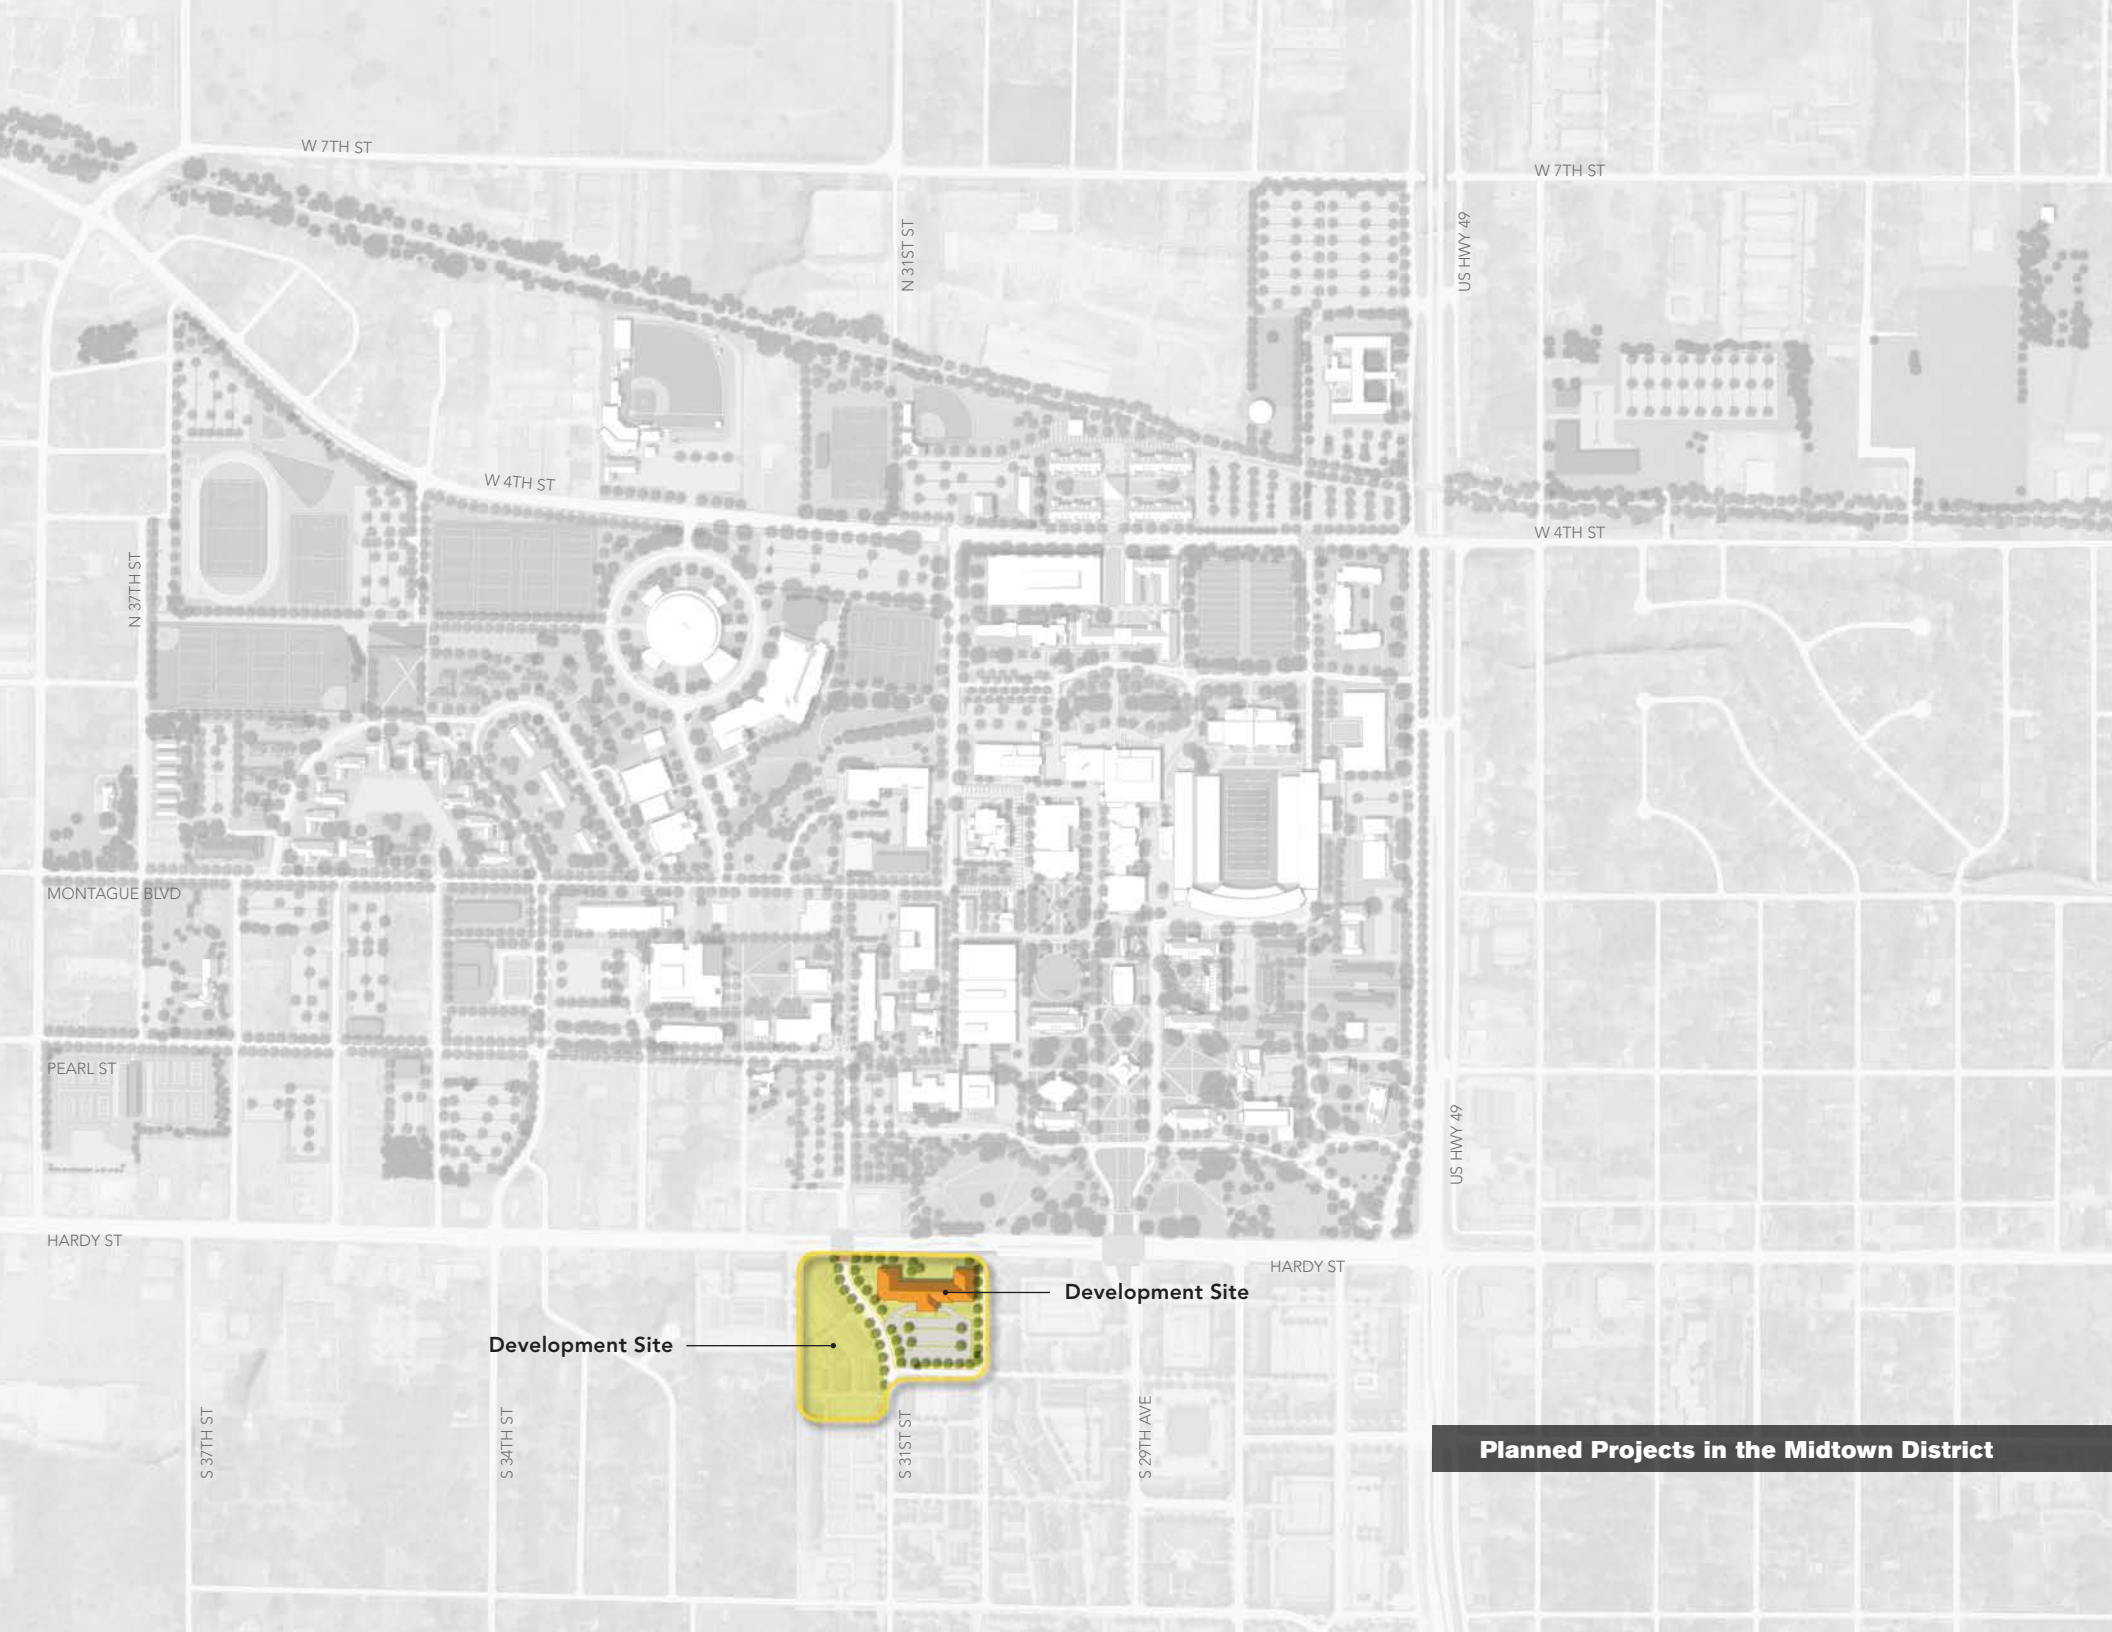 W 7TH ST
W 7TH ST
N 31ST ST
US HWY 49
W 4TH ST
W 4TH ST
N 37TH ST
MONTAGUE BLVD
PEARL ST
US HWY 49
HARDY ST
HARDY ST
Development Site
Development Site
S 37TH ST
S 34TH ST
S 31ST ST
S 29TH AVE
Planned Projects in the Midtown District